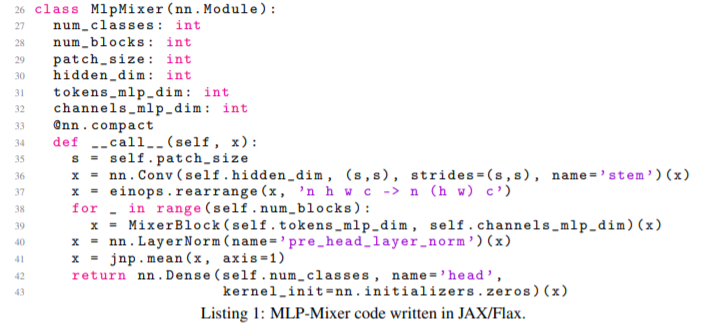 26 class MlpMixer(nn.Module):
27   num_classes: int
28   num_blocks: int
29   patch_size: int
30   hidden_dim: int
31   tokens_mlp_dim: int
32   channels_mlp_dim: int
33   @nn.compact
34   def __call__(self, x):
35     s = self.patch_size
36     x = nn.Conv(self.hidden_dim, (s,s), strides=(s,s), name='stem')(x)
37     x = einops.rearrange(x, 'n h w c -> n (h w) c')
38     for _ in range(self.num_blocks):
39       x = MixerBlock(self.tokens_mlp_dim, self.channels_mlp_dim)(x)
40     x = nn.LayerNorm(name='pre_head_layer_norm')(x)
41     x = jnp.mean(x, axis=1)
42     return nn.Dense(self.num_classes, name='head',
43                     kernel_init=nn.initializers.zeros)(x)
Listing 1: MLP-Mixer code written in JAX/Flax.